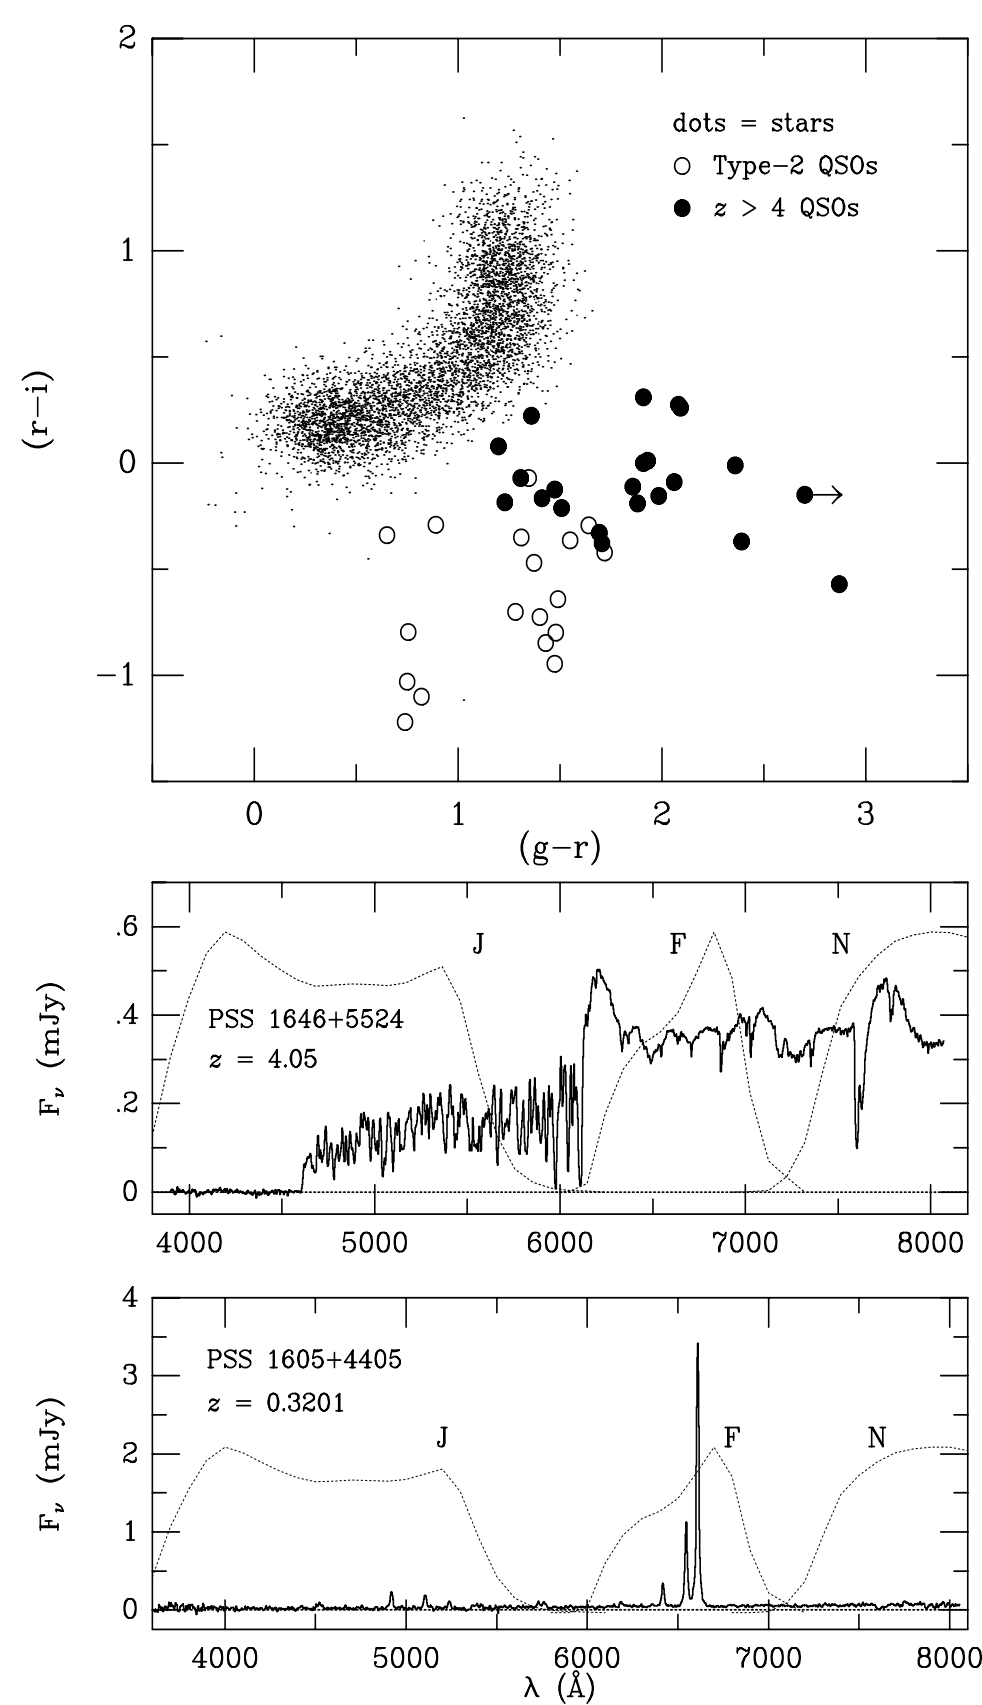 2
1
0
−1
(r−i)
dots = stars
Type−2 QSOs
z > 4 QSOs
0 1 2 3
(g−r)
.6
.4
.2
0
F_ν (mJy)
J F N
PSS 1646+5524
z = 4.05
4000 5000 6000 7000 8000
4
3
2
1
0
F_ν (mJy)
PSS 1605+4405
z = 0.3201
J F N
4000 5000 6000 7000 8000
λ (Å)